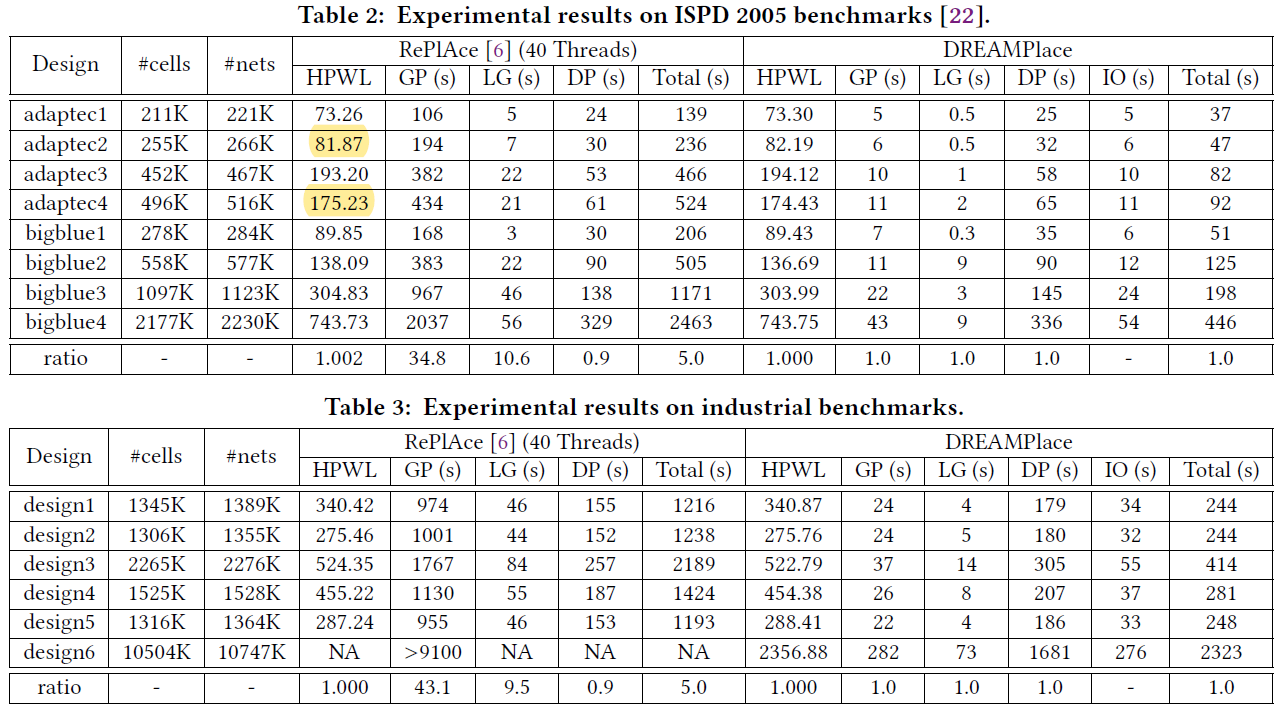 Table 2: Experimental results on ISPD 2005 benchmarks [22].
Design #cells #nets RePlAce [6] (40 Threads) DREAMPlace
HPWL GP (s) LG (s) DP (s) Total (s) HPWL GP (s) LG (s) DP (s) IO (s) Total (s)
adaptec1 211K 221K 73.26 106 5 24 139 73.30 5 0.5 25 5 37
adaptec2 255K 266K 81.87 194 7 30 236 82.19 6 0.5 32 6 47
adaptec3 452K 467K 193.20 382 22 53 466 194.12 10 1 58 10 82
adaptec4 496K 516K 175.23 434 21 61 524 174.43 11 2 65 11 92
bigblue1 278K 284K 89.85 168 3 30 206 89.43 7 0.3 35 6 51
bigblue2 558K 577K 138.09 383 22 90 505 136.69 11 9 90 12 125
bigblue3 1097K 1123K 304.83 967 46 138 1171 303.99 22 3 145 24 198
bigblue4 2177K 2230K 743.73 2037 56 329 2463 743.75 43 9 336 54 446
ratio - - 1.002 34.8 10.6 0.9 5.0 1.000 1.0 1.0 1.0 - 1.0
Table 3: Experimental results on industrial benchmarks.
Design #cells #nets RePlAce [6] (40 Threads) DREAMPlace
HPWL GP (s) LG (s) DP (s) Total (s) HPWL GP (s) LG (s) DP (s) IO (s) Total (s)
design1 1345K 1389K 340.42 974 46 155 1216 340.87 24 4 179 34 244
design2 1306K 1355K 275.46 1001 44 152 1238 275.76 24 5 180 32 244
design3 2265K 2276K 524.35 1767 84 257 2189 522.79 37 14 305 55 414
design4 1525K 1528K 455.22 1130 55 187 1424 454.38 26 8 207 37 281
design5 1316K 1364K 287.24 955 46 153 1193 288.41 22 4 186 33 248
design6 10504K 10747K NA >9100 NA NA NA 2356.88 282 73 1681 276 2323
ratio - - 1.000 43.1 9.5 0.9 5.0 1.000 1.0 1.0 1.0 - 1.0